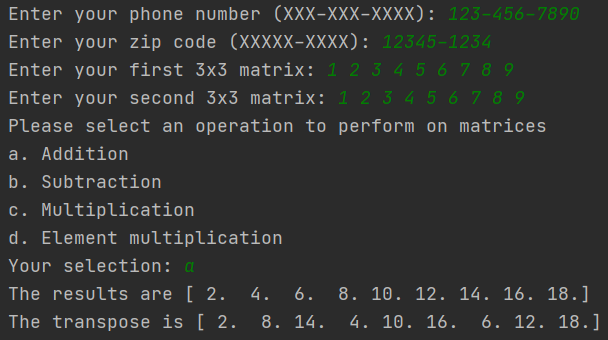 Enter your phone number (XXX-XXX-XXXX): 123-456-7890
Enter your zip code (XXXXX-XXXX): 12345-1234
Enter your first 3x3 matrix: 1 2 3 4 5 6 7 8 9
Enter your second 3x3 matrix: 1 2 3 4 5 6 7 8 9
Please select an operation to perform on matrices
a. Addition
b. Subtraction
c. Multiplication
d. Element multiplication
Your selection: a
The results are [ 2.  4.  6.  8. 10. 12. 14. 16. 18.]
The transpose is [ 2.  8. 14.  4. 10. 16.  6. 12. 18.]